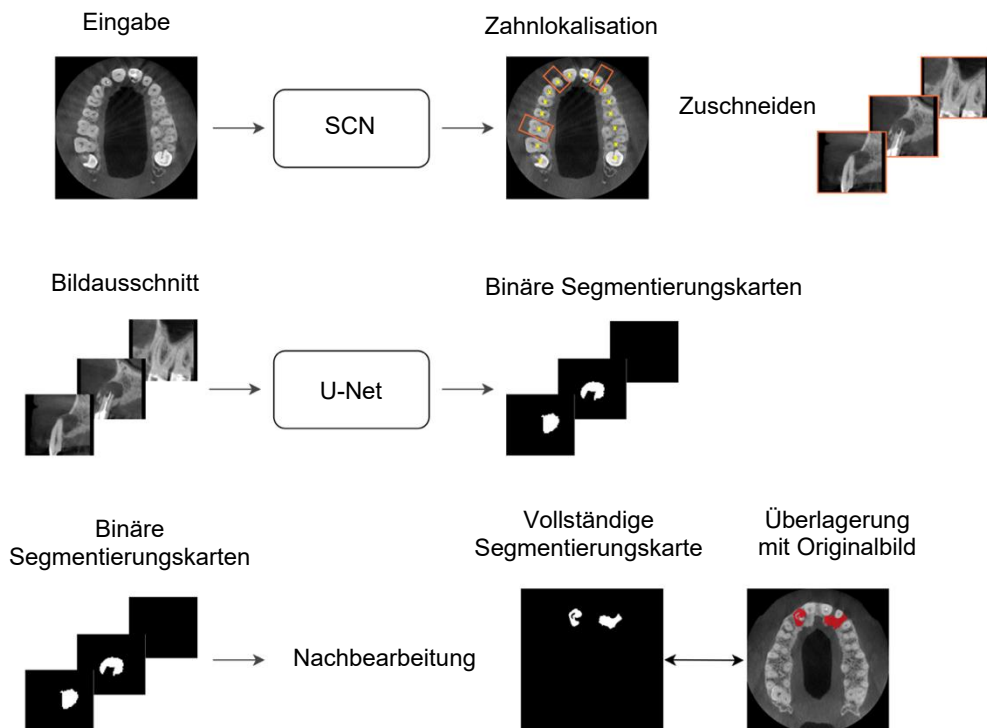 Eingabe
Zahnlokalisation
SCN
Zuschneiden
Bildausschnitt
Binäre Segmentierungskarten
U-Net
Binäre
Segmentierungskarten
Vollständige
Segmentierungskarte
Überlagerung
mit Originalbild
Nachbearbeitung